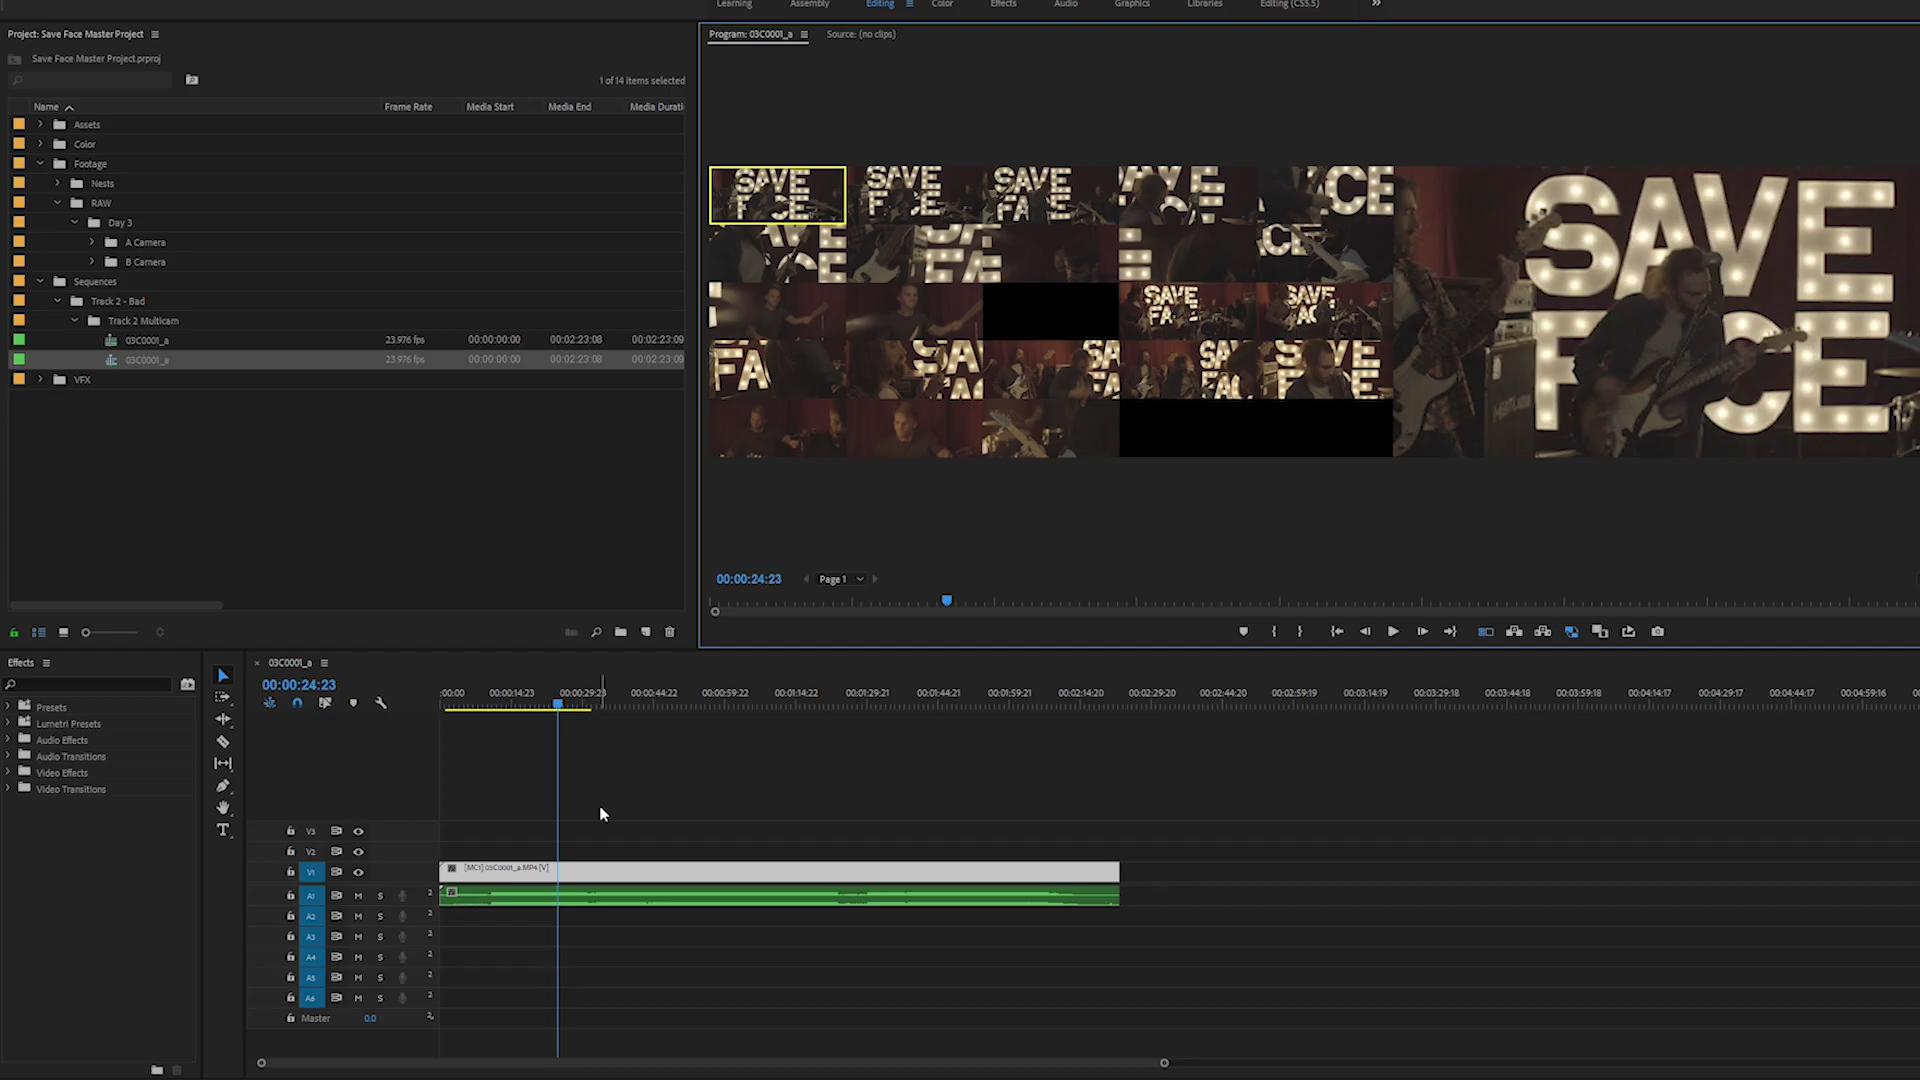 Learning Assembly Editing Color Effects Audio Graphics Libraries Editing (CS5.5)
Project: Save Face Master Project
Program: 03C0001_a
Source: (no clips)
Save Face Master Project.prproj
1 of 14 items selected
Name Frame Rate Media Start Media End Media Durati
Assets
Color
Footage
Nests
RAW
Day 3
A Camera
B Camera
Sequences
Track 2 - Bad
Track 2 Multicam
03C0001_a 23.976 fps 00:00:00:00 00:02:23:08 00:02:23:09
03C0001_a 23.976 fps 00:00:00:00 00:02:23:08 00:02:23:09
VFX
SAVE
FACE
00:00:24:23 Page 1
Effects
03C0001_a
00:00:24:23
:00:00 00:00:14:23 00:00:29:23 00:00:44:22 00:00:59:22 00:01:14:22 00:01:29:21 00:01:44:21 00:01:59:21 00:02:14:20 00:02:29:20 00:02:44:20 00:02:59:19 00:03:14:19 00:03:29:18 00:03:44:18 00:03:59:18 00:04:14:17 00:04:29:17 00:04:44:17 00:04:59:16
Presets
Lumetri Presets
Audio Effects
Audio Transitions
Video Effects
Video Transitions
V3
V2
V1 [MC1] 03C0001_a.MP4 [V]
A1 M S 2
A2 M S 2
A3 M S 2
A4 M S 2
A5 M S 2
A6 M S 2
Master 0.0